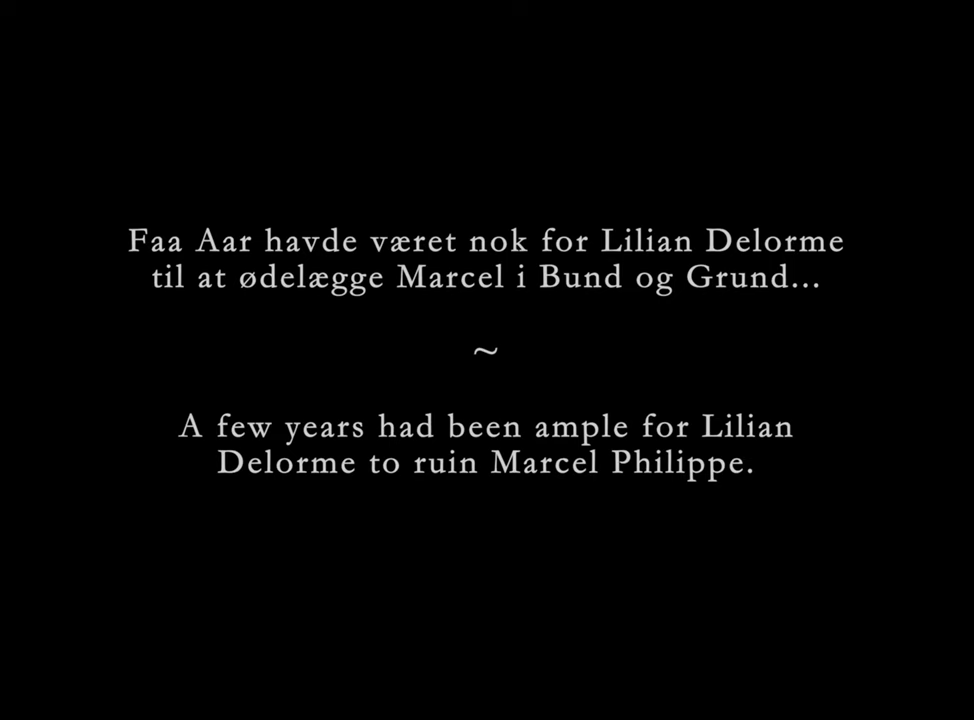 Faa Aar havde været nok for Lilian Delorme
til at ødelægge Marcel i Bund og Grund...
~
A few years had been ample for Lilian
Delorme to ruin Marcel Philippe.